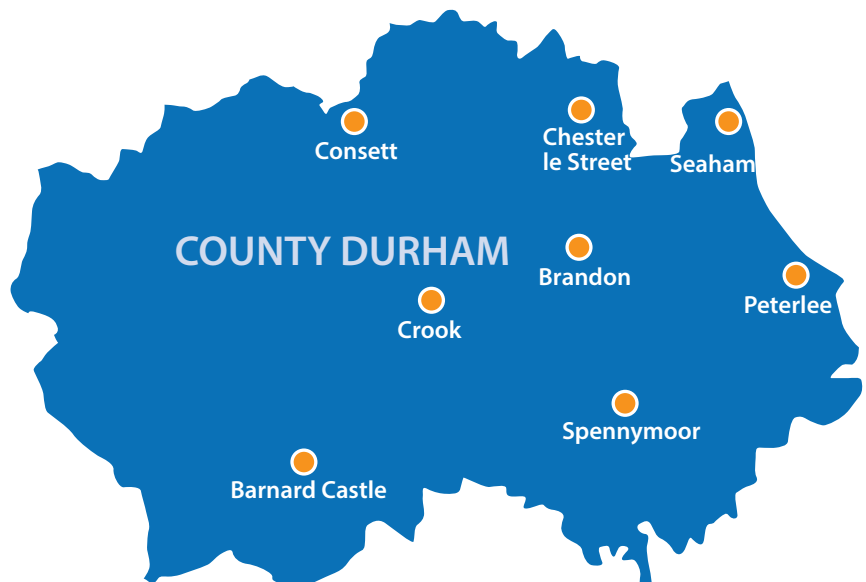 Consett
Chester
le Street
Seaham
COUNTY DURHAM
Brandon
Peterlee
Crook
Spennymoor
Barnard Castle